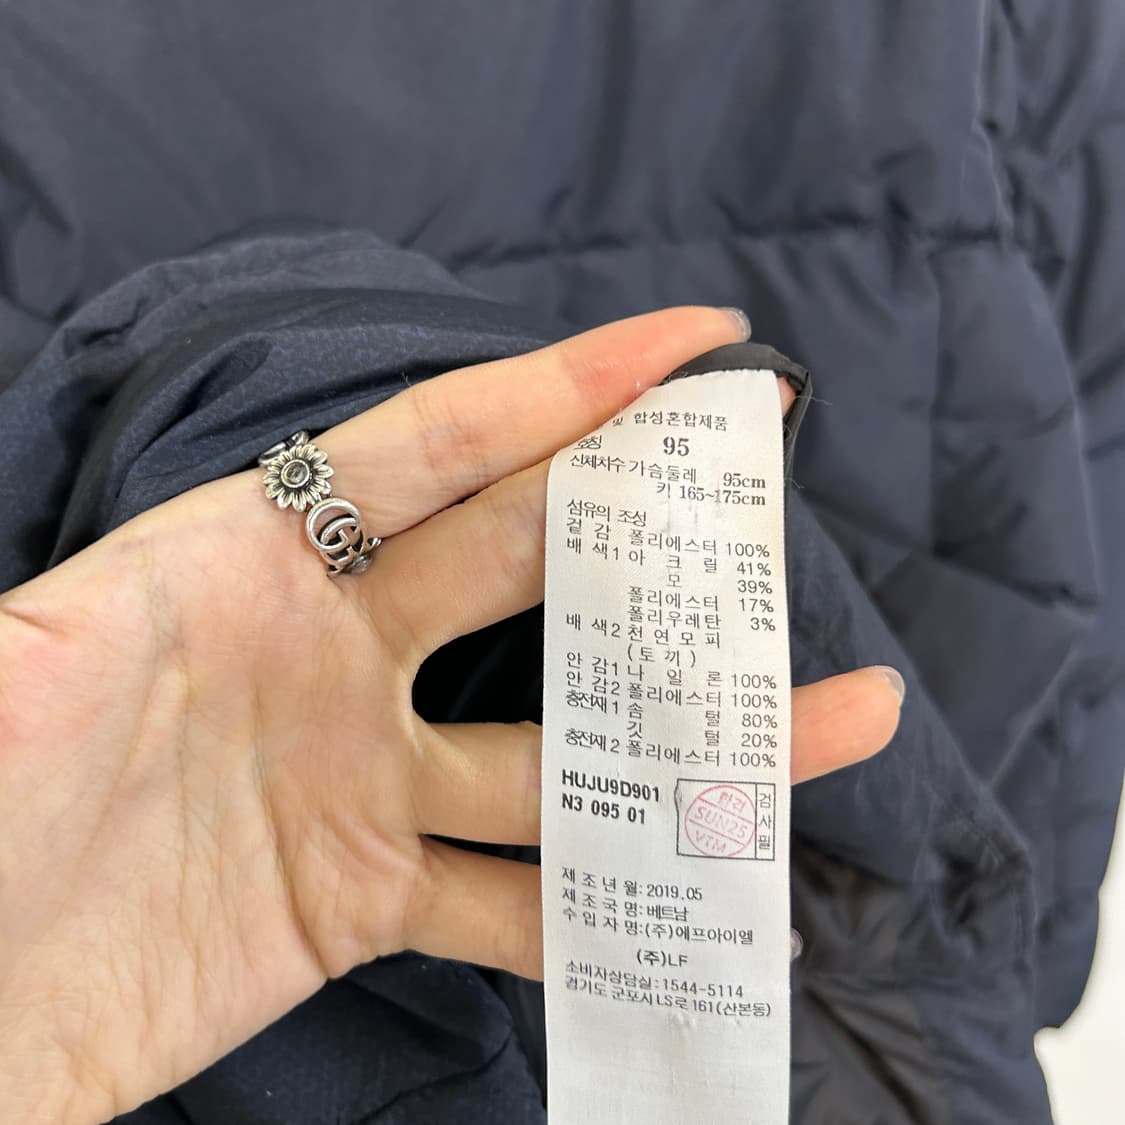 및 합성혼합제품
호칭 95
신체치수 가슴둘레 95cm
키 165~175cm
섬유의 조성
겉 감 폴리에스터 100%
배 색1 아 크 릴 41%
모 39%
폴리에스터 17%
폴리우레탄 3%
배 색2 천 연 모 피
(토 끼)
안 감1 나 일 론 100%
안 감2 폴리에스터 100%
충전재1 솜 털 80%
깃 털 20%
충전재2 폴리에스터 100%
HUJU9D901
N3 095 01
SUN25
VTM
검사필
제 조 년 월: 2019.05
제 조 국 명: 베트남
수 입 자 명:(주)에프아이엘
(주)LF
소비자상담실:1544-5114
경기도 군포시 LS로 161(산본동)